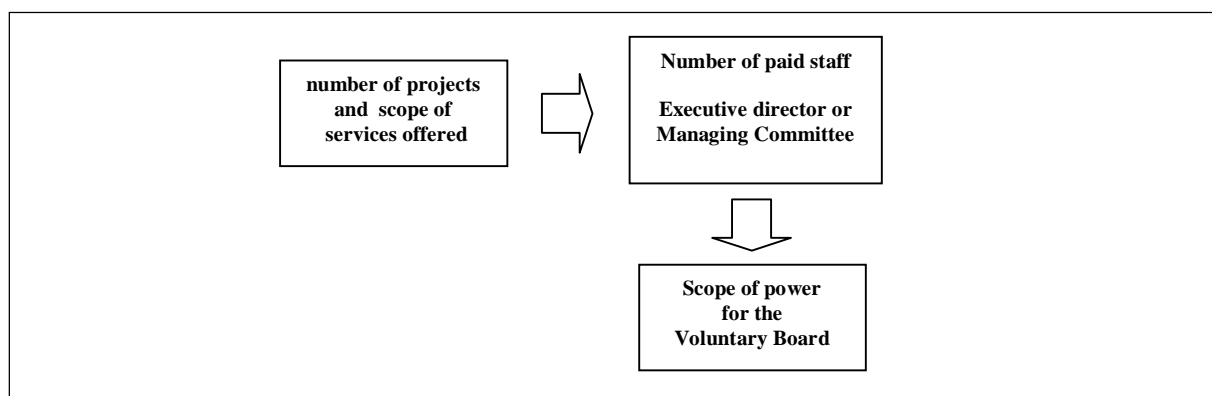 number of projects
and scope of
services offered
Number of paid staff
Executive director or
Managing Committee
Scope of power
for the
Voluntary Board